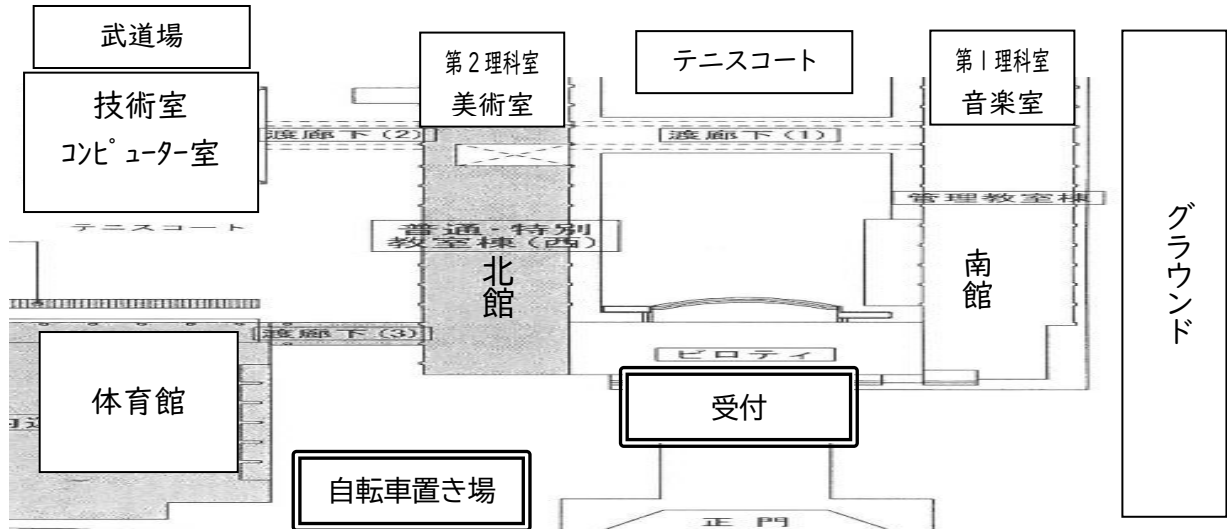 武道場
技術室
コンピューター室
第2理科室
美術室
テニスコート
第1理科室
音楽室
渡廊下(2)
渡廊下(1)
管理教室棟
テニスコート
普通・特別
教室棟(西)
北館
南館
グラウンド
渡廊下(3)
ピロティ
体育館
受付
自転車置き場
正門